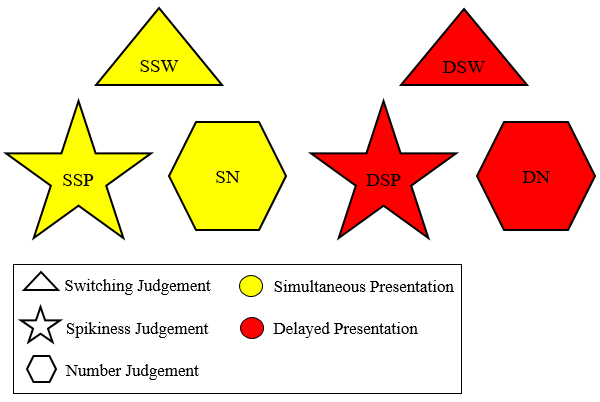 SSW
DSW
SSP
SN
DSP
DN
Switching Judgement
Simultaneous Presentation
Spikiness Judgement
Delayed Presentation
Number Judgement